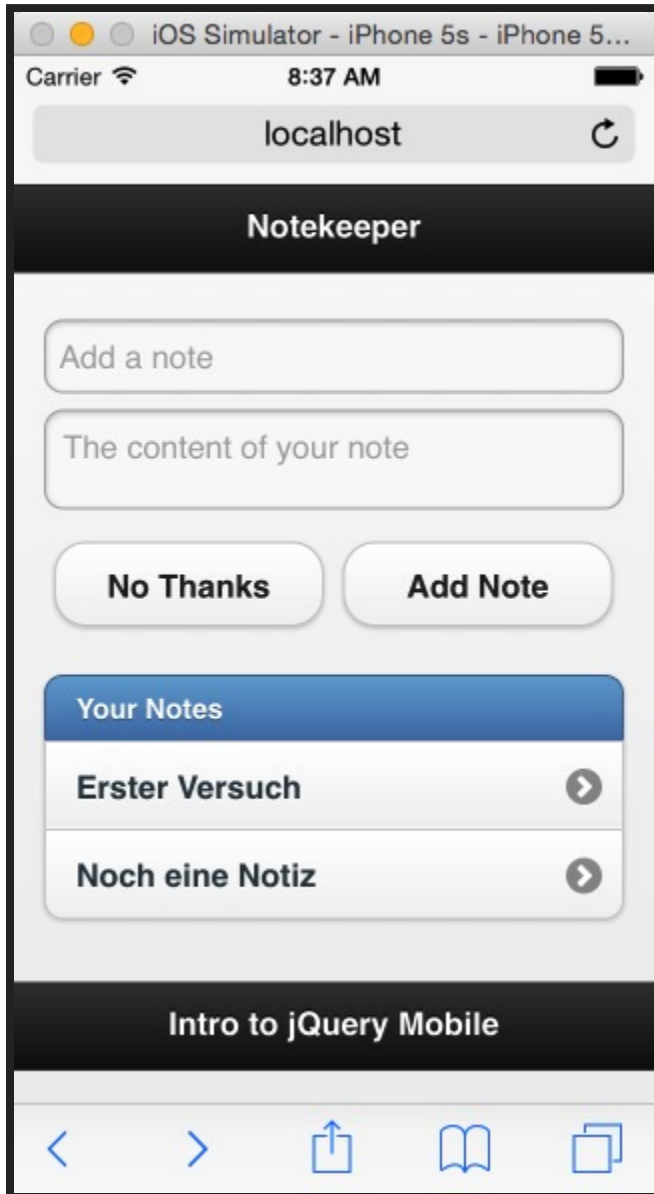 iOS Simulator - iPhone 5s - iPhone 5...
Carrier 8:37 AM
localhost
Notekeeper
Add a note
The content of your note
No Thanks Add Note
Your Notes
Erster Versuch
Noch eine Notiz
Intro to jQuery Mobile